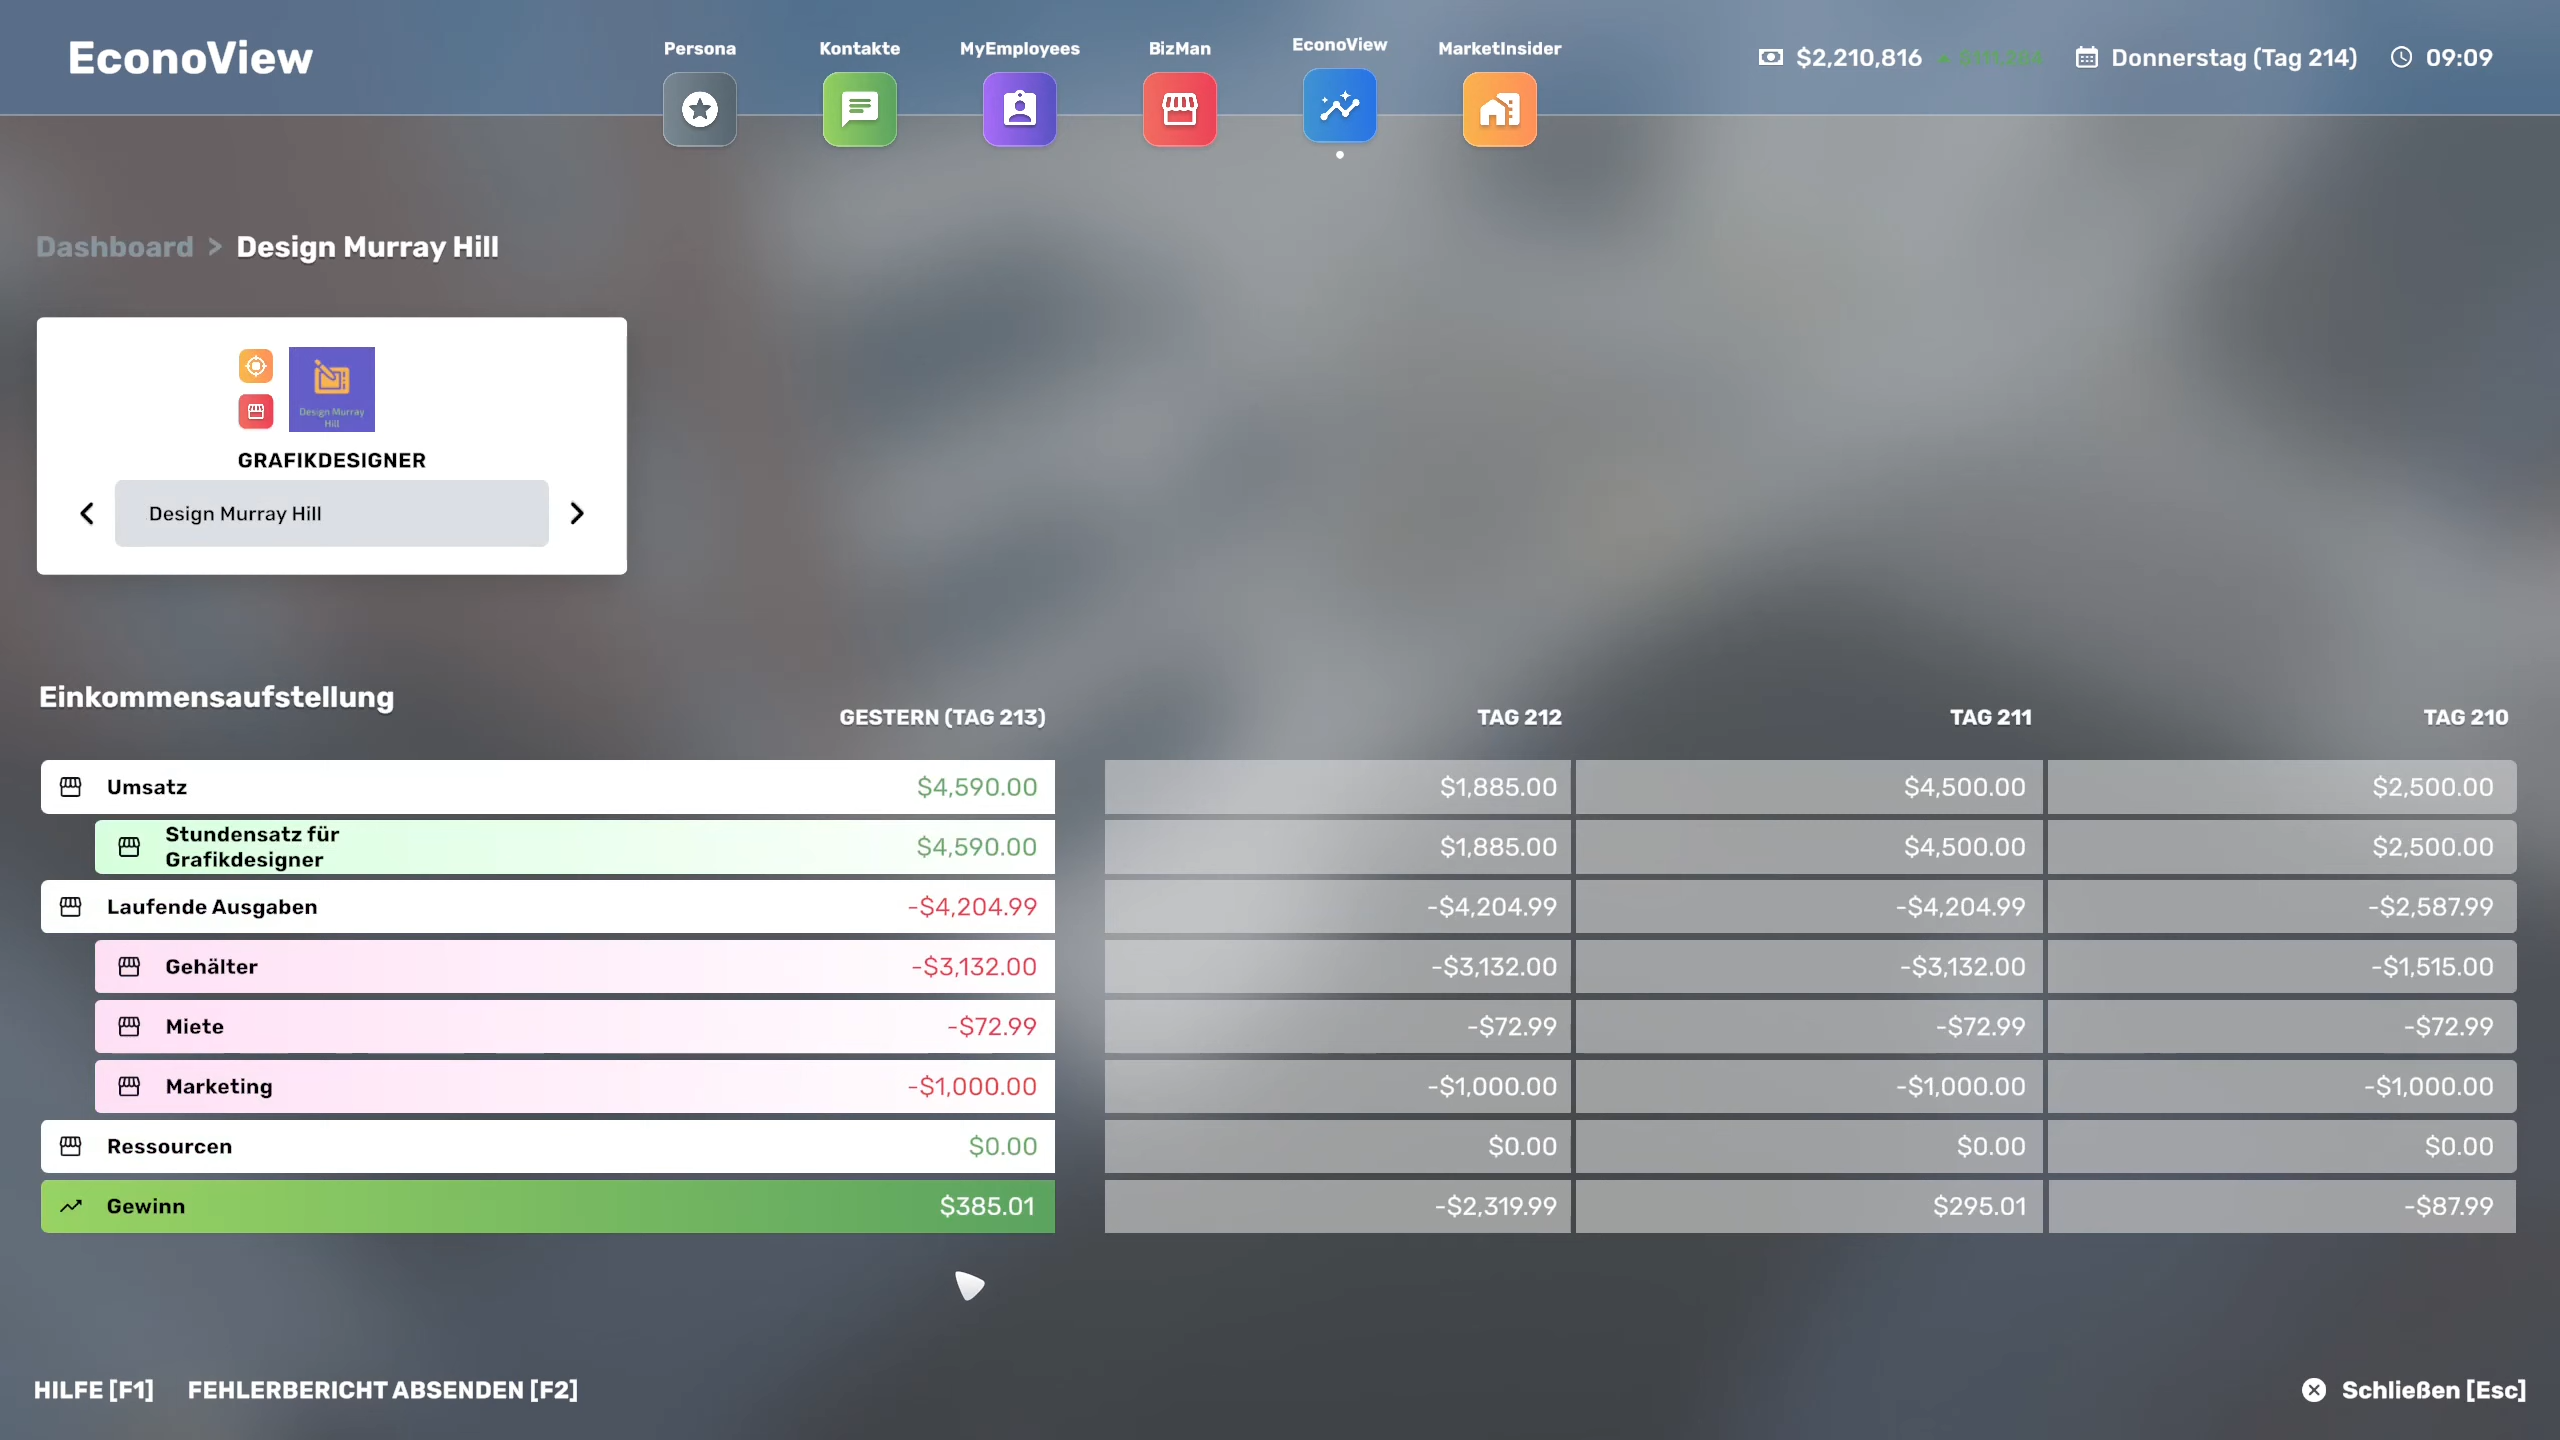 EconoView
Persona
Kontakte
MyEmployees
BizMan
EconoView
MarketInsider
$2,210,816
Donnerstag (Tag 214)
09:09
Dashboard > Design Murray Hill
Design Murray
Hill
GRAFIKDESIGNER
Design Murray Hill
Einkommensaufstellung
GESTERN (TAG 213) TAG 212 TAG 211 TAG 210
Umsatz $4,590.00 $1,885.00 $4,500.00 $2,500.00
Stundensatz für
Grafikdesigner $4,590.00 $1,885.00 $4,500.00 $2,500.00
Laufende Ausgaben -$4,204.99 -$4,204.99 -$4,204.99 -$2,587.99
Gehälter -$3,132.00 -$3,132.00 -$3,132.00 -$1,515.00
Miete -$72.99 -$72.99 -$72.99 -$72.99
Marketing -$1,000.00 -$1,000.00 -$1,000.00 -$1,000.00
Ressourcen $0.00 $0.00 $0.00 $0.00
Gewinn $385.01 -$2,319.99 $295.01 -$87.99
HILFE [F1] FEHLERBERICHT ABSENDEN [F2]
Schließen [Esc]